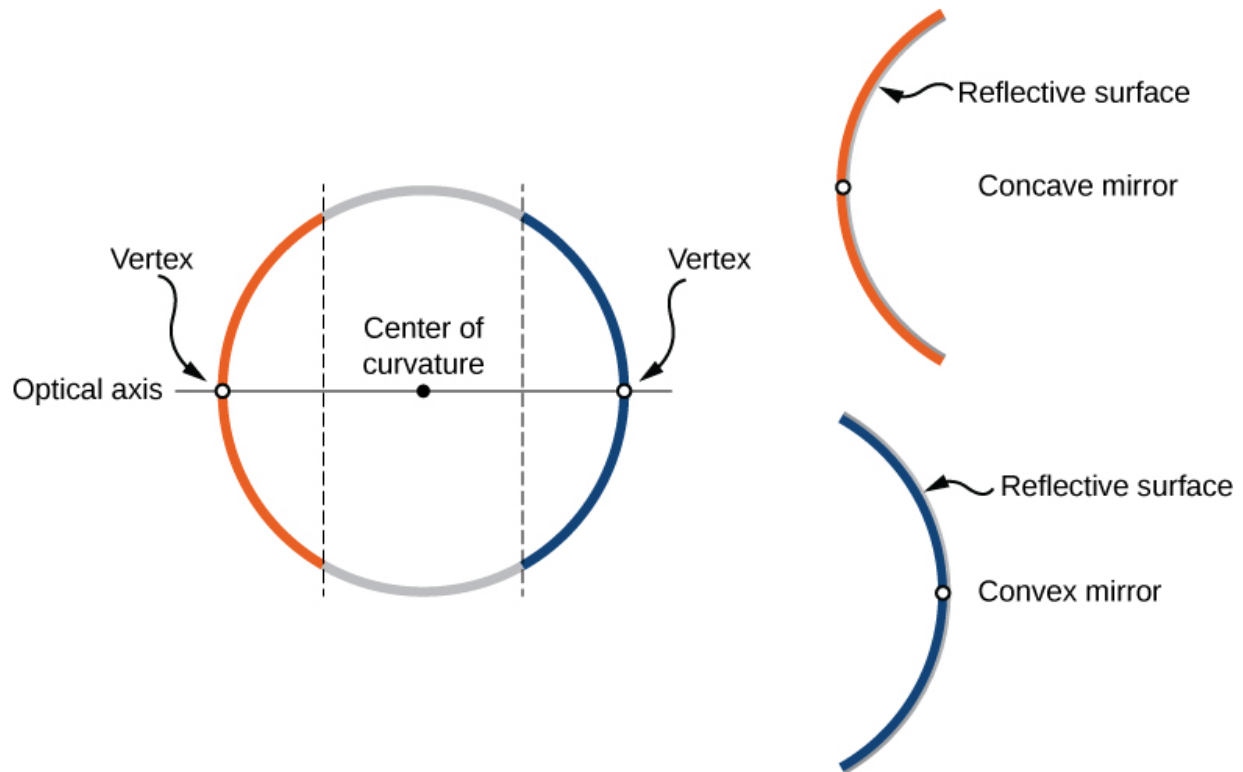 Reflective surface
Concave mirror
Vertex
Vertex
Center of
curvature
Optical axis
Reflective surface
Convex mirror